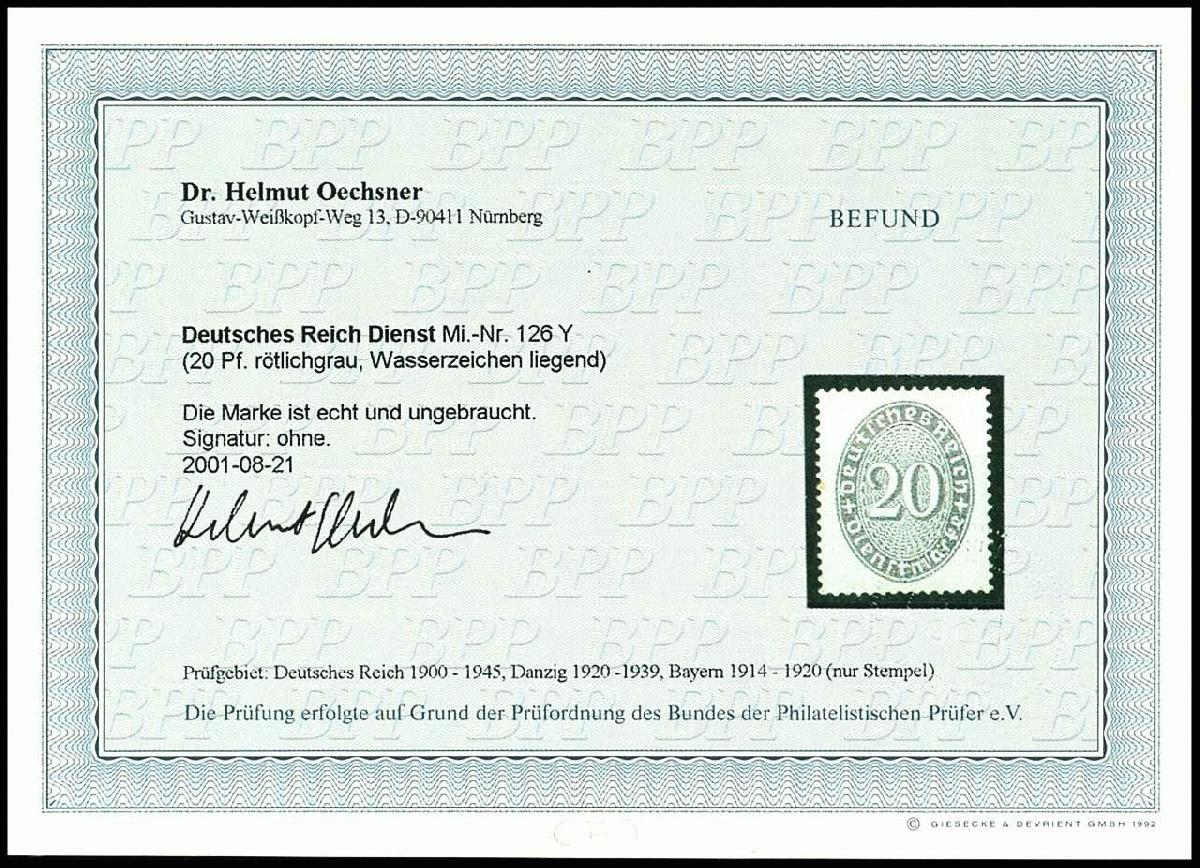 Dr. Helmut Oechsner
Gustav-Weißkopf-Weg 13, D-90411 Nürnberg
BEFUND
Deutsches Reich Dienst Mi.-Nr. 126 Y
(20 Pf. rötlichgrau, Wasserzeichen liegend)
Die Marke ist echt und ungebraucht.
Signatur: ohne.
2001-08-21
Deutsches Reich
20
Dienstmarke
Prüfgebiet: Deutsches Reich 1900 - 1945, Danzig 1920 -1939, Bayern 1914 - 1920 (nur Stempel)
Die Prüfung erfolgte auf Grund der Prüfordnung des Bundes der Philatelistischen Prüfer e.V.
© GIESECKE & DEVRIENT GMBH 1992